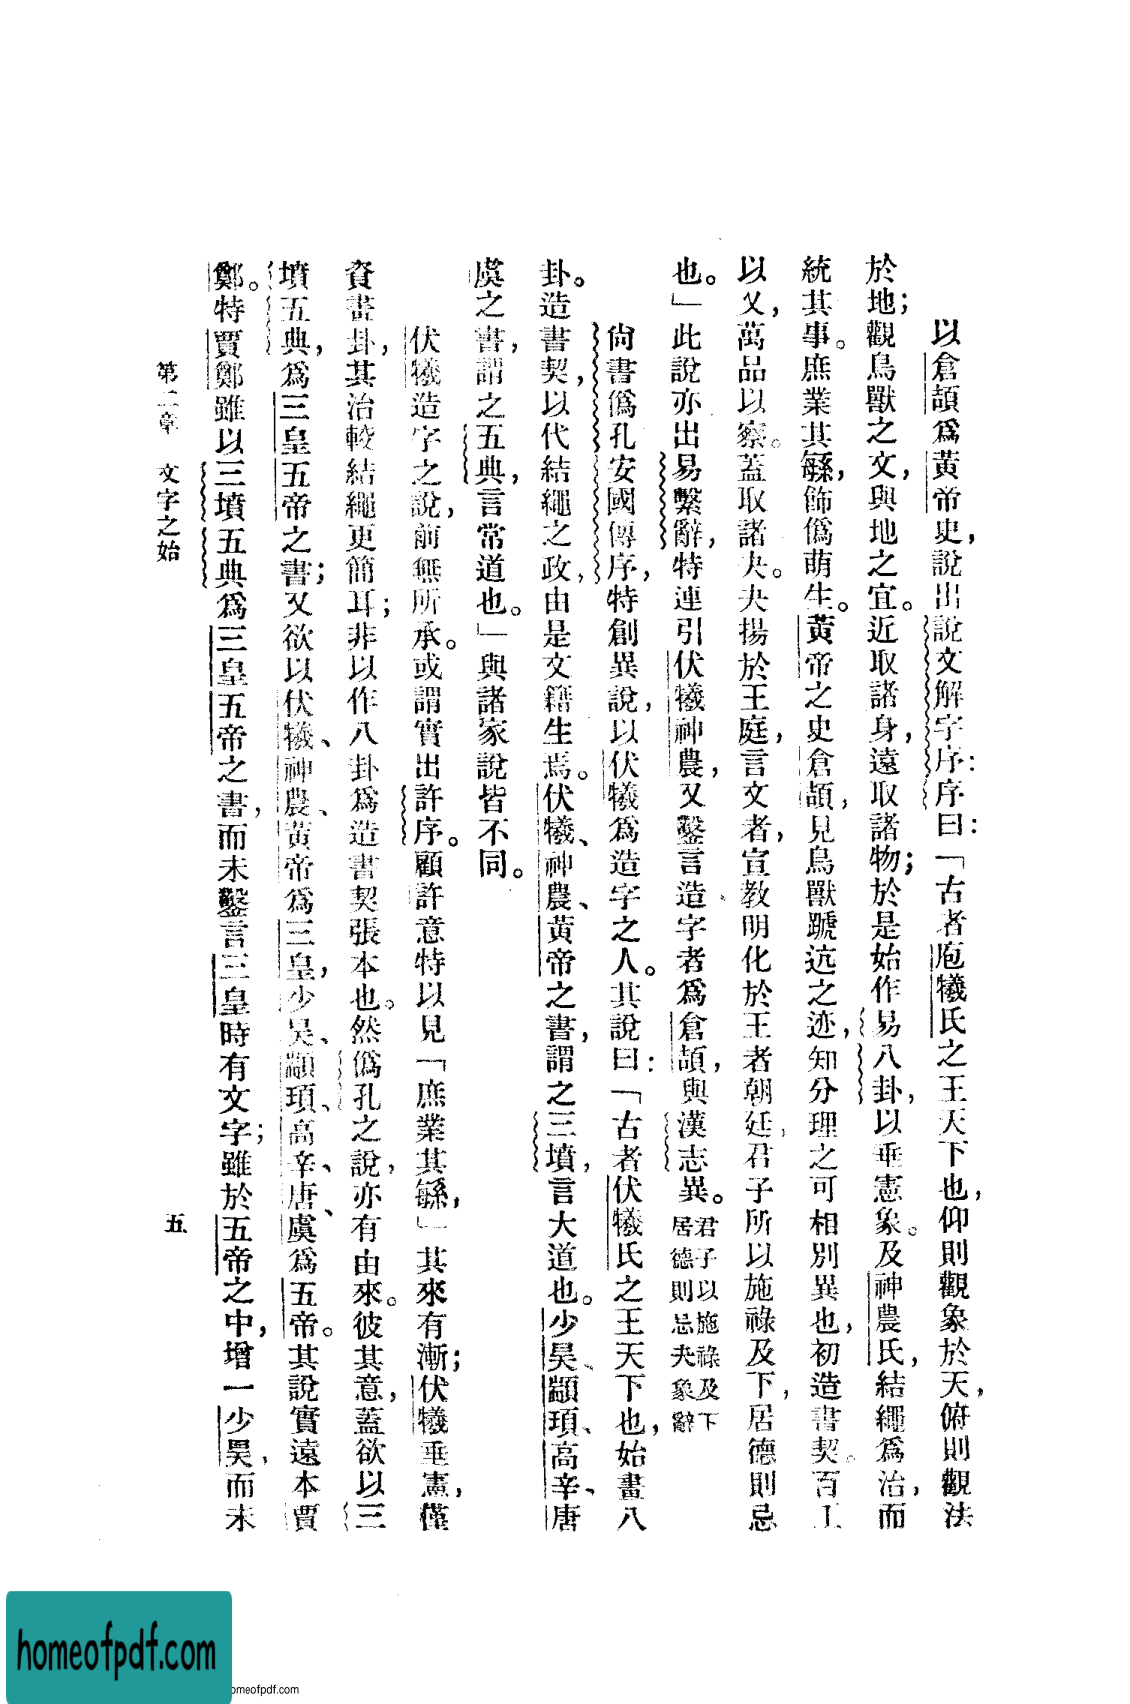 以倉頡爲黃帝史，說出說文解字序：序曰：「古者庖犧氏之王天下也，仰則觀象於天，俯則觀法
於地；觀鳥獸之文，與地之宜。近取諸身，遠取諸物；於是始作易八卦，以垂憲象。及神農氏，結繩爲治，而
統其事。庶業其繇，飾僞萌生。黃帝之史倉頡，見鳥獸蹏迒之迹，知分理之可相別異也，初造書契。百工
以乂，萬品以察。蓋取諸夬。夬揚於王庭，言文者，宣教明化於王者朝廷，君子所以施祿及下，居德則忌
也。」此說亦出易繫辭，特連引伏犧神農，又鑿言造字者爲倉頡，與漢志異。君子以施祿及下居德則忌夬象辭
尙書僞孔安國傳序，特創異說，以伏犧爲造字之人。其說曰：「古者伏犧氏之王天下也，始畫八
卦。造書契，以代結繩之政，由是文籍生焉。伏犧、神農、黃帝之書，謂之三墳，言大道也。少昊、顓頊、高辛、唐
虞之書，謂之五典，言常道也。」與諸家說皆不同。
伏犧造字之說，前無所承。或謂實出許序。顧許意特以見「庶業其繇，」其來有漸；伏犧垂憲，僅
資畫卦，其治較結繩更簡耳；非以作八卦爲造書契張本也。然僞孔之說，亦有由來。彼其意，蓋欲以三
墳五典，爲三皇五帝之書；又欲以伏犧、神農、黃帝爲三皇，少昊、顓頊、高辛、唐、虞爲五帝。其說實遠本賈
鄭。特賈鄭雖以三墳五典爲三皇五帝之書，而未鑿言三皇時有文字；雖於五帝之中，增一少昊，而未
第二章 文字之始
五
homeofpdf.com
omeofpdf.com